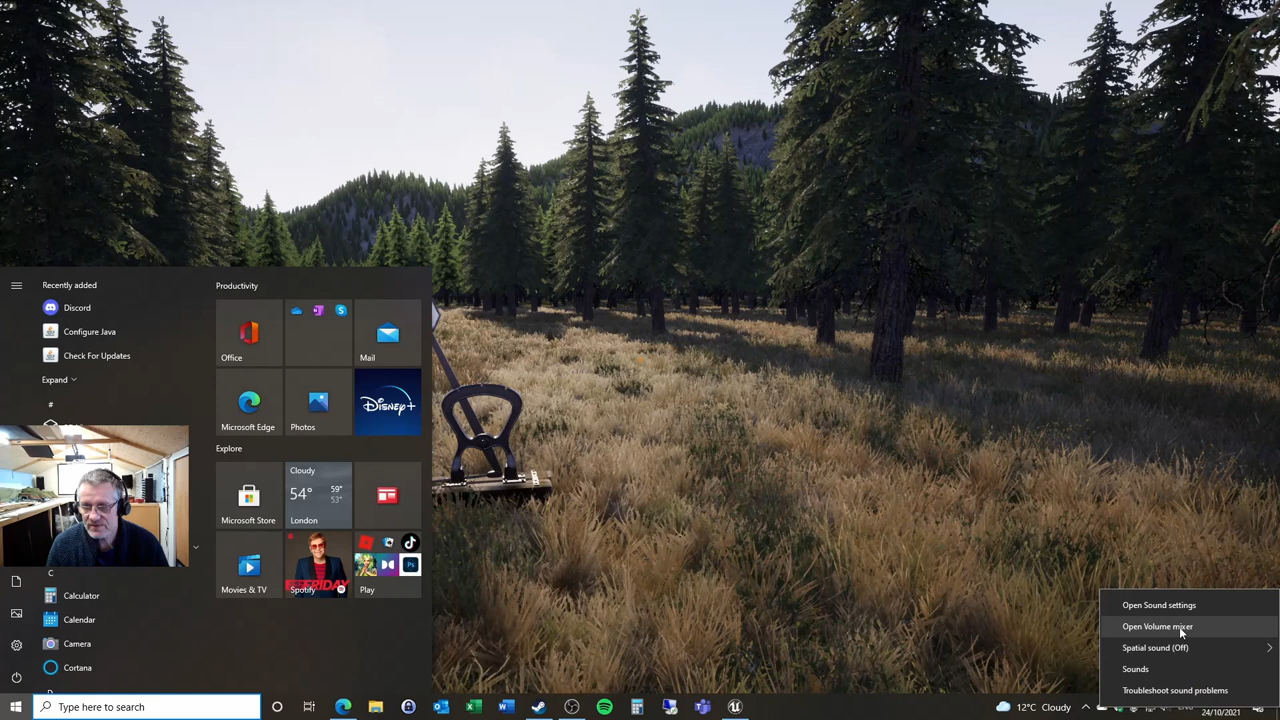 Recently added
Discord
Configure Java
Check For Updates
Expand
#
C
Calculator
Calendar
Camera
Cortana
Productivity
Office
Mail
Microsoft Edge
Photos
Disney+
Explore
Microsoft Store
Cloudy
54° 59°
53°
London
Movies & TV
Spotify
Play
Ps
Open Sound settings
Open Volume mixer
Spatial sound (Off)
Sounds
Troubleshoot sound problems
Type here to search
12°C Cloudy
24/10/2021